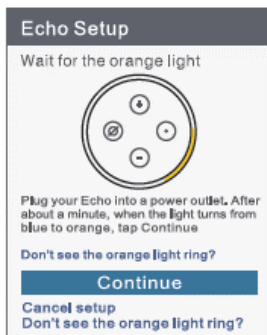 Echo Setup
Wait for the orange light
Plug your Echo into a power outlet. After
about a minute, when the light turns from
blue to orange, tap Continue
Don't see the orange light ring?
Continue
Cancel setup
Don't see the orange light ring?